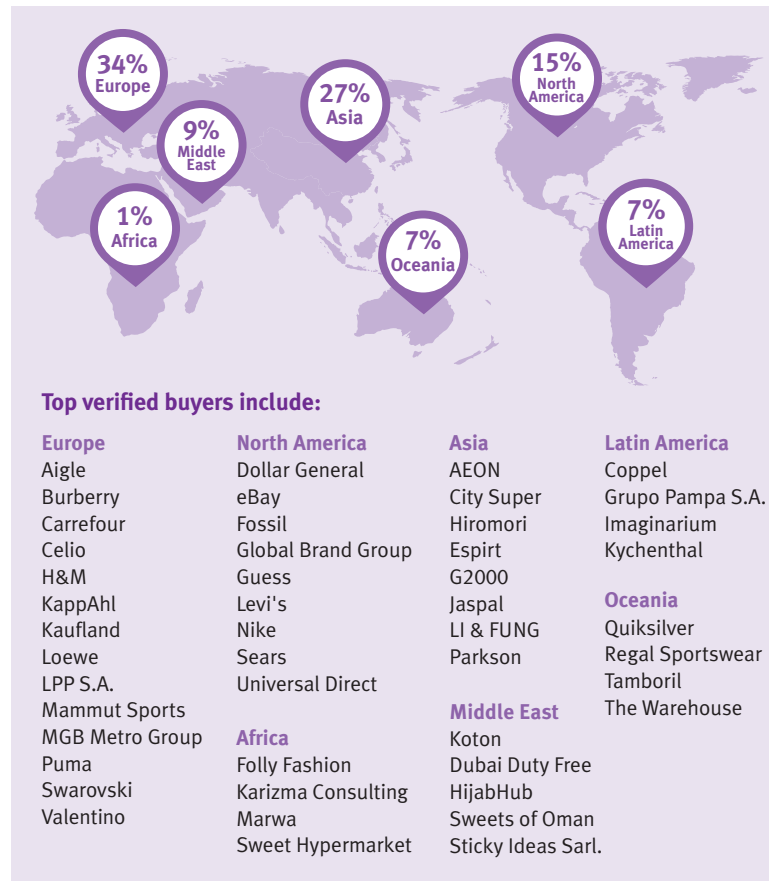 34%
Europe
9%
Middle
East
27%
Asia
15%
North
America
1%
Africa
7%
Oceania
7%
Latin
America
Top verified buyers include:
Europe
Aigle
Burberry
Carrefour
Celio
H&M
KappAhl
Kaufland
Loewe
LPP S.A.
Mammut Sports
MGB Metro Group
Puma
Swarovski
Valentino
North America
Dollar General
eBay
Fossil
Global Brand Group
Guess
Levi's
Nike
Sears
Universal Direct
Africa
Folly Fashion
Karizma Consulting
Marwa
Sweet Hypermarket
Asia
AEON
City Super
Hiromori
Espirt
G2000
Jaspal
LI & FUNG
Parkson
Middle East
Koton
Dubai Duty Free
HijabHub
Sweets of Oman
Sticky Ideas Sarl.
Latin America
Coppel
Grupo Pampa S.A.
Imaginarium
Kychenthal
Oceania
Quiksilver
Regal Sportswear
Tamboril
The Warehouse